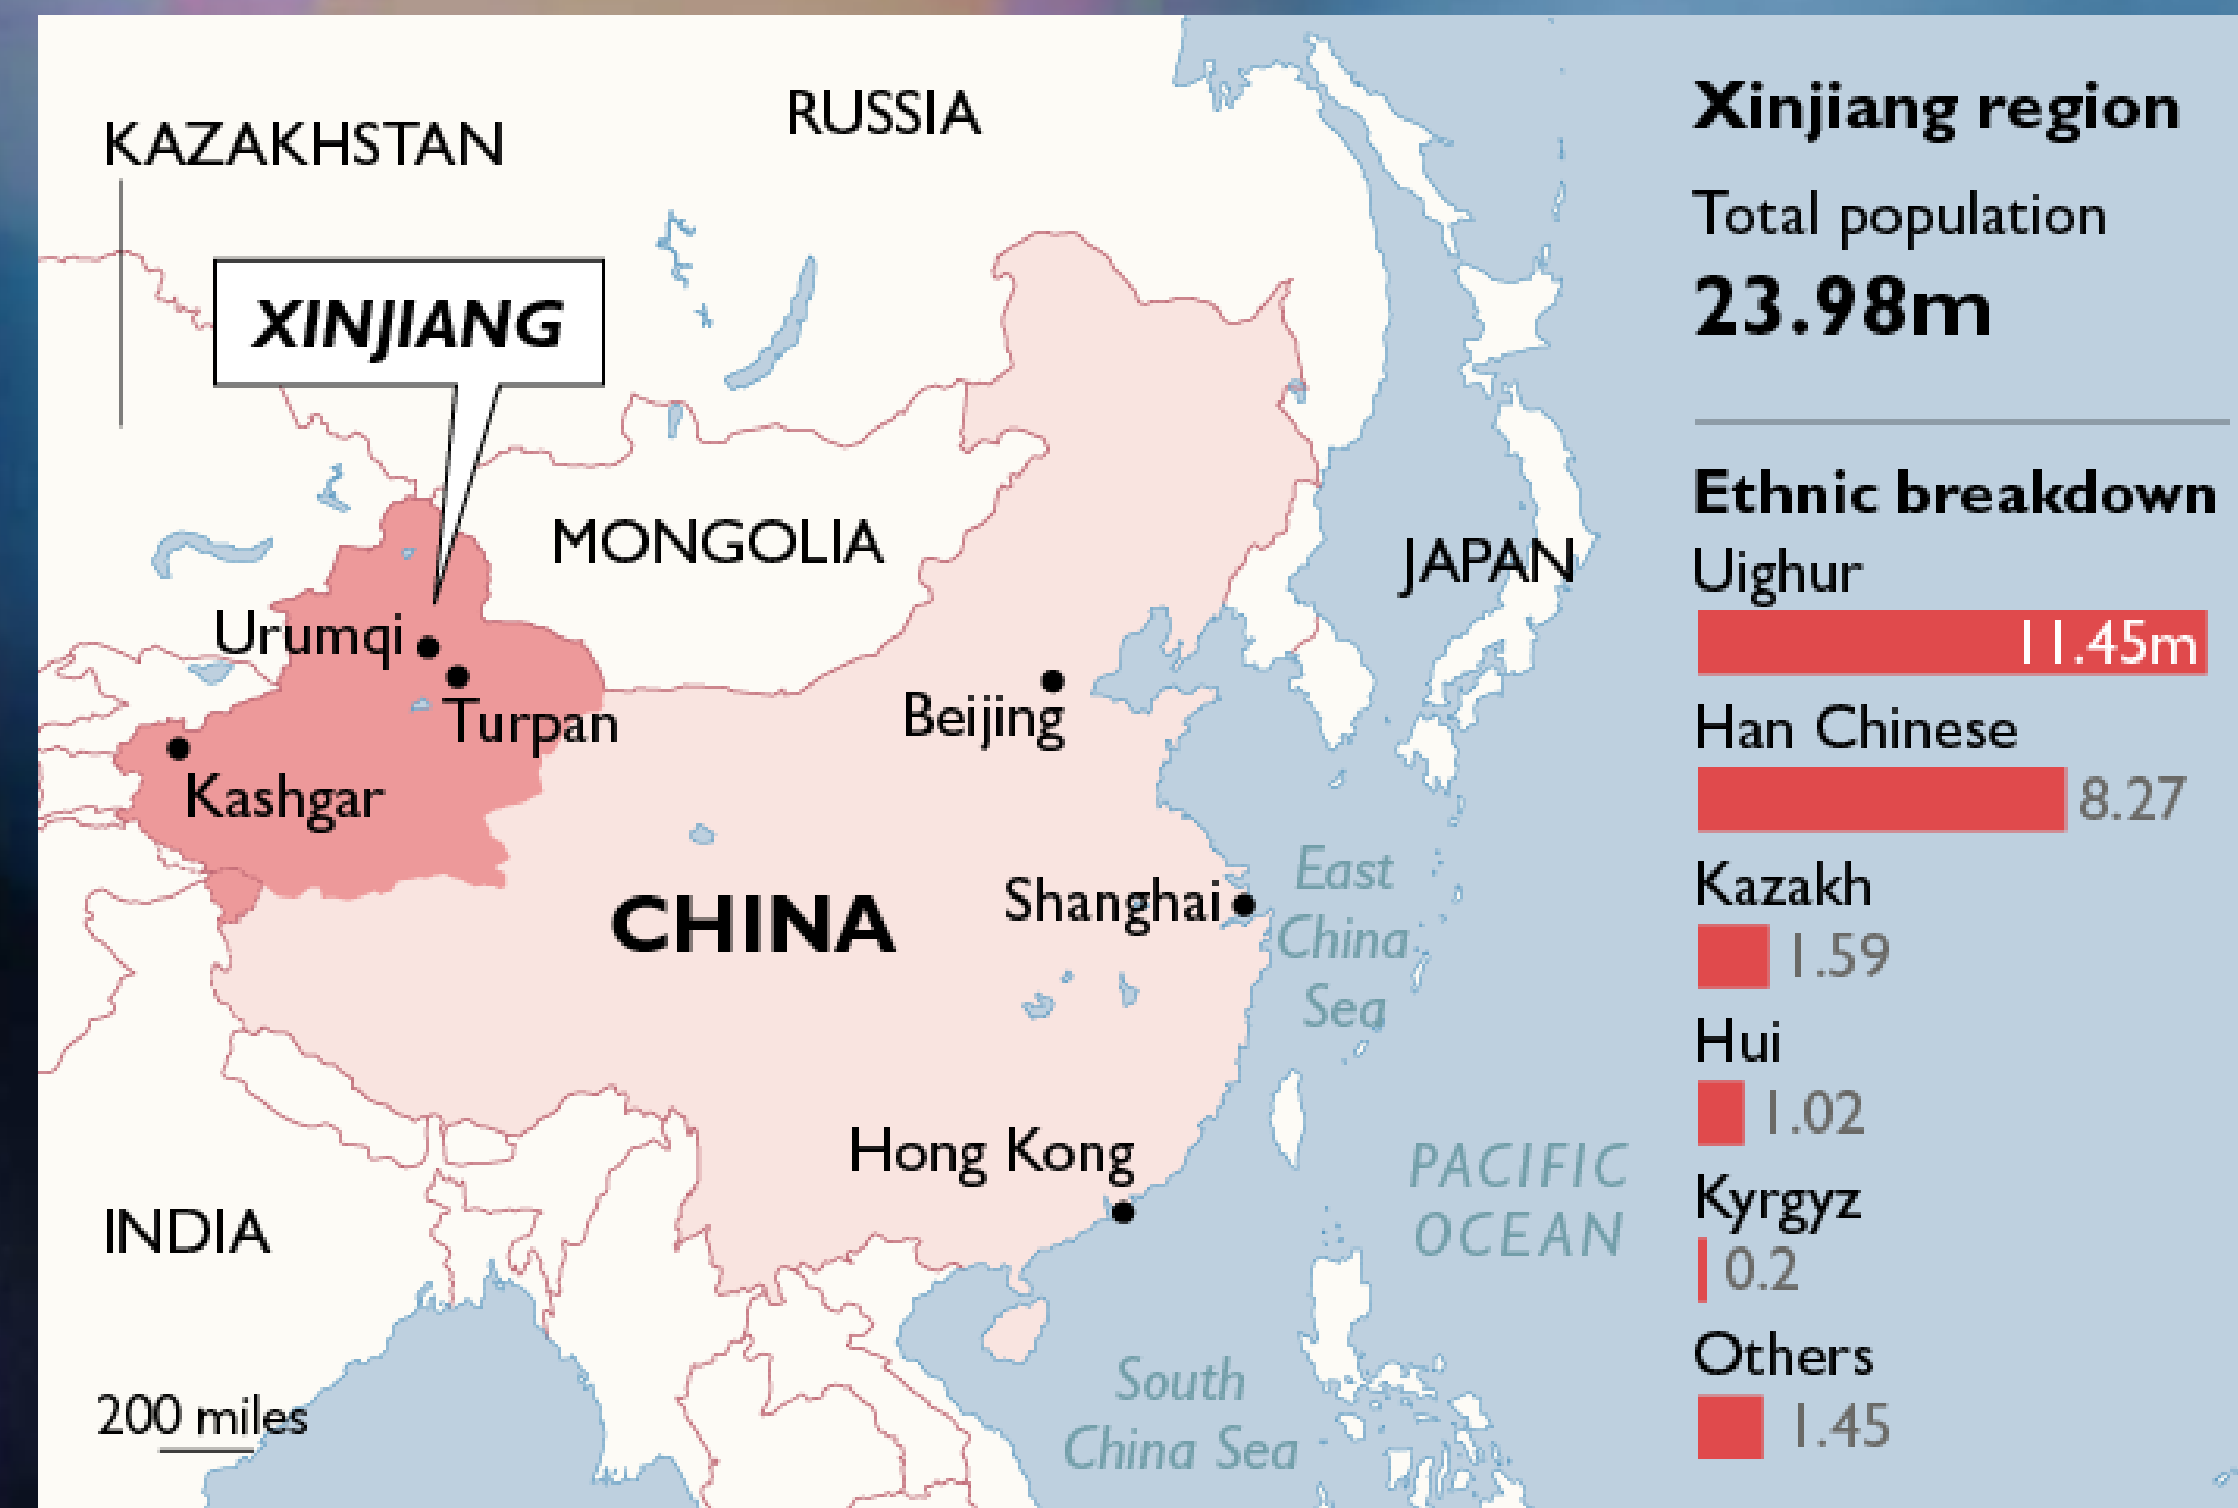 KAZAKHSTAN
RUSSIA
XINJIANG
MONGOLIA
JAPAN
Urumqi
Turpan
Beijing
Kashgar
CHINA
Shanghai
East
China
Sea
Hong Kong
PACIFIC
OCEAN
INDIA
South
China Sea
200 miles
Xinjiang region
Total population
23.98m
Ethnic breakdown
Uighur
11.45m
Han Chinese
8.27
Kazakh
1.59
Hui
1.02
Kyrgyz
0.2
Others
1.45